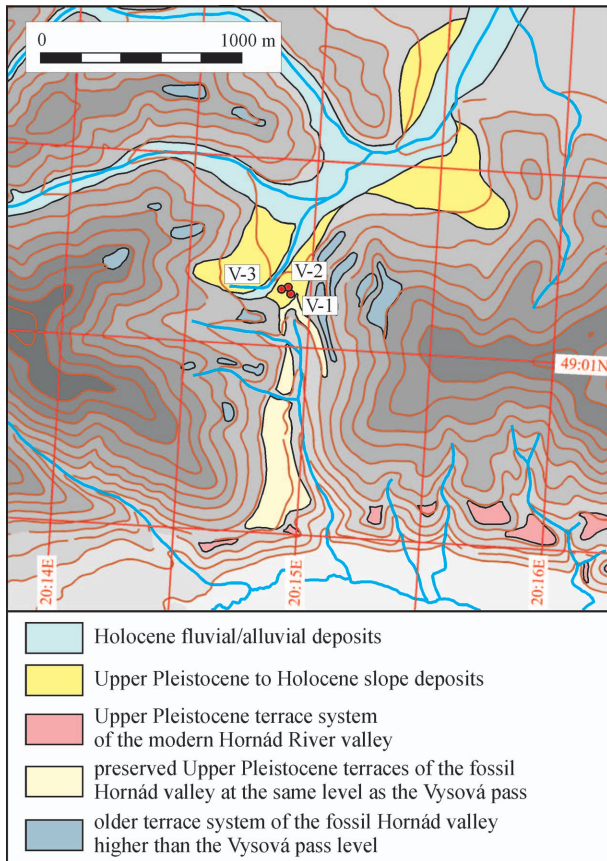 0 1000 m
V-3
V-2
V-1
49:01N
20:14E
20:15E
20:16E
Holocene fluvial/alluvial deposits
Upper Pleistocene to Holocene slope deposits
Upper Pleistocene terrace system
of the modern Hornád River valley
preserved Upper Pleistocene terraces of the fossil
Hornád valley at the same level as the Vysová pass
older terrace system of the fossil Hornád valley
higher than the Vysová pass level